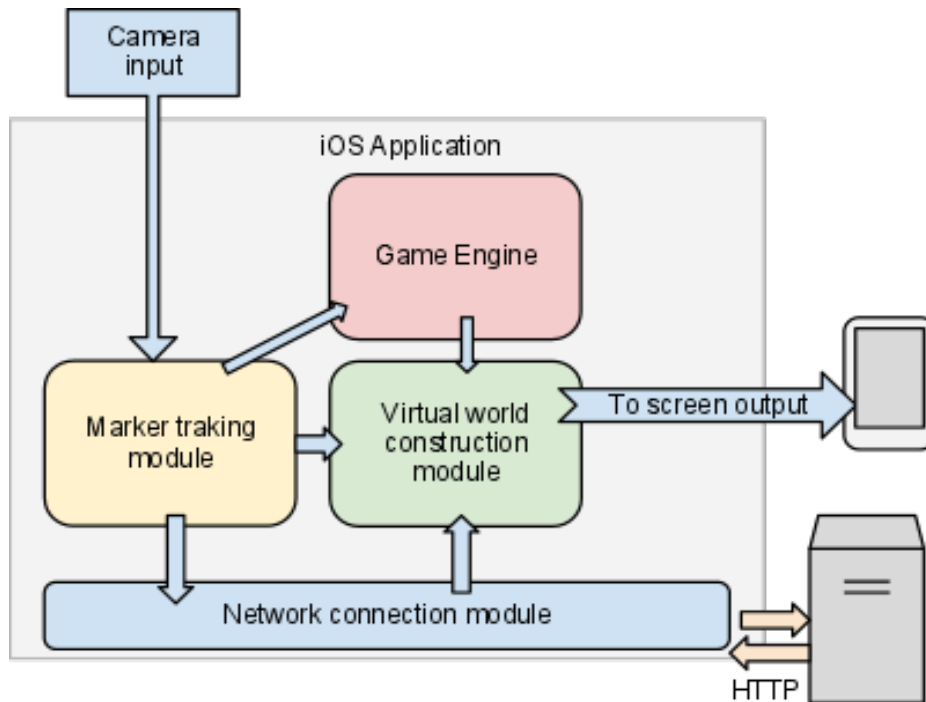 Camera
input
iOS Application
Game Engine
Marker traking
module
Virtual world
construction
module
To screen output
Network connection module
HTTP